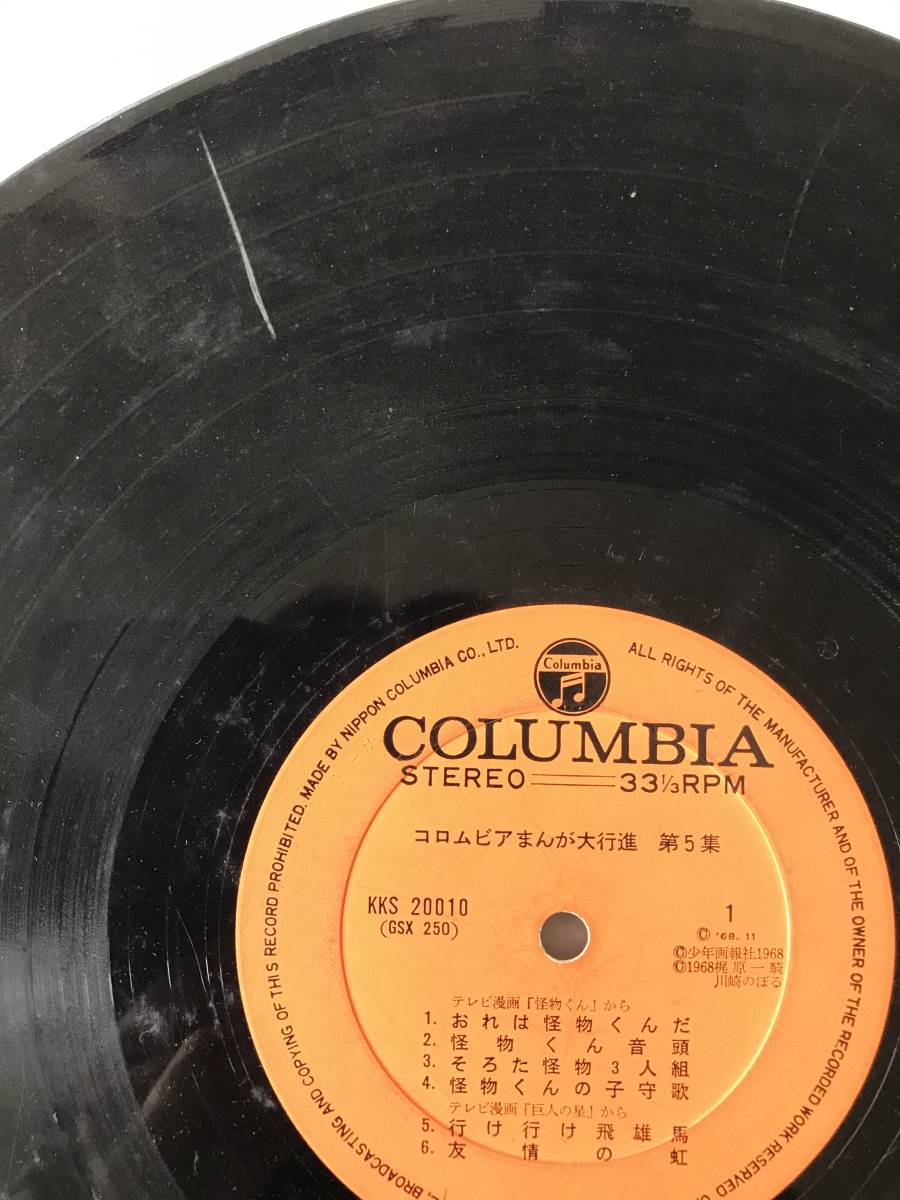 Columbia
COLUMBIA
STEREO 33⅓RPM
コロムビアまんが大行進 第5集
KKS 20010
(GSX 250)
1
Ⓒ '68. 11
Ⓒ少年画報社1968
Ⓒ1968梶原一騎
川崎のぼる
テレビ漫画『怪物くん』から
1. おれは怪物くんだ
2. 怪物くん音頭
3. そろた怪物3人組
4. 怪物くんの子守歌
テレビ漫画『巨人の星』から
5. 行け行け飛雄馬
6. 友情の虹
BROADCASTING AND COPYING OF THIS RECORD PROHIBITED. MADE BY NIPPON COLUMBIA CO., LTD.
ALL RIGHTS OF THE MANUFACTURER AND OF THE OWNER OF THE RECORDED WORK RESERVED